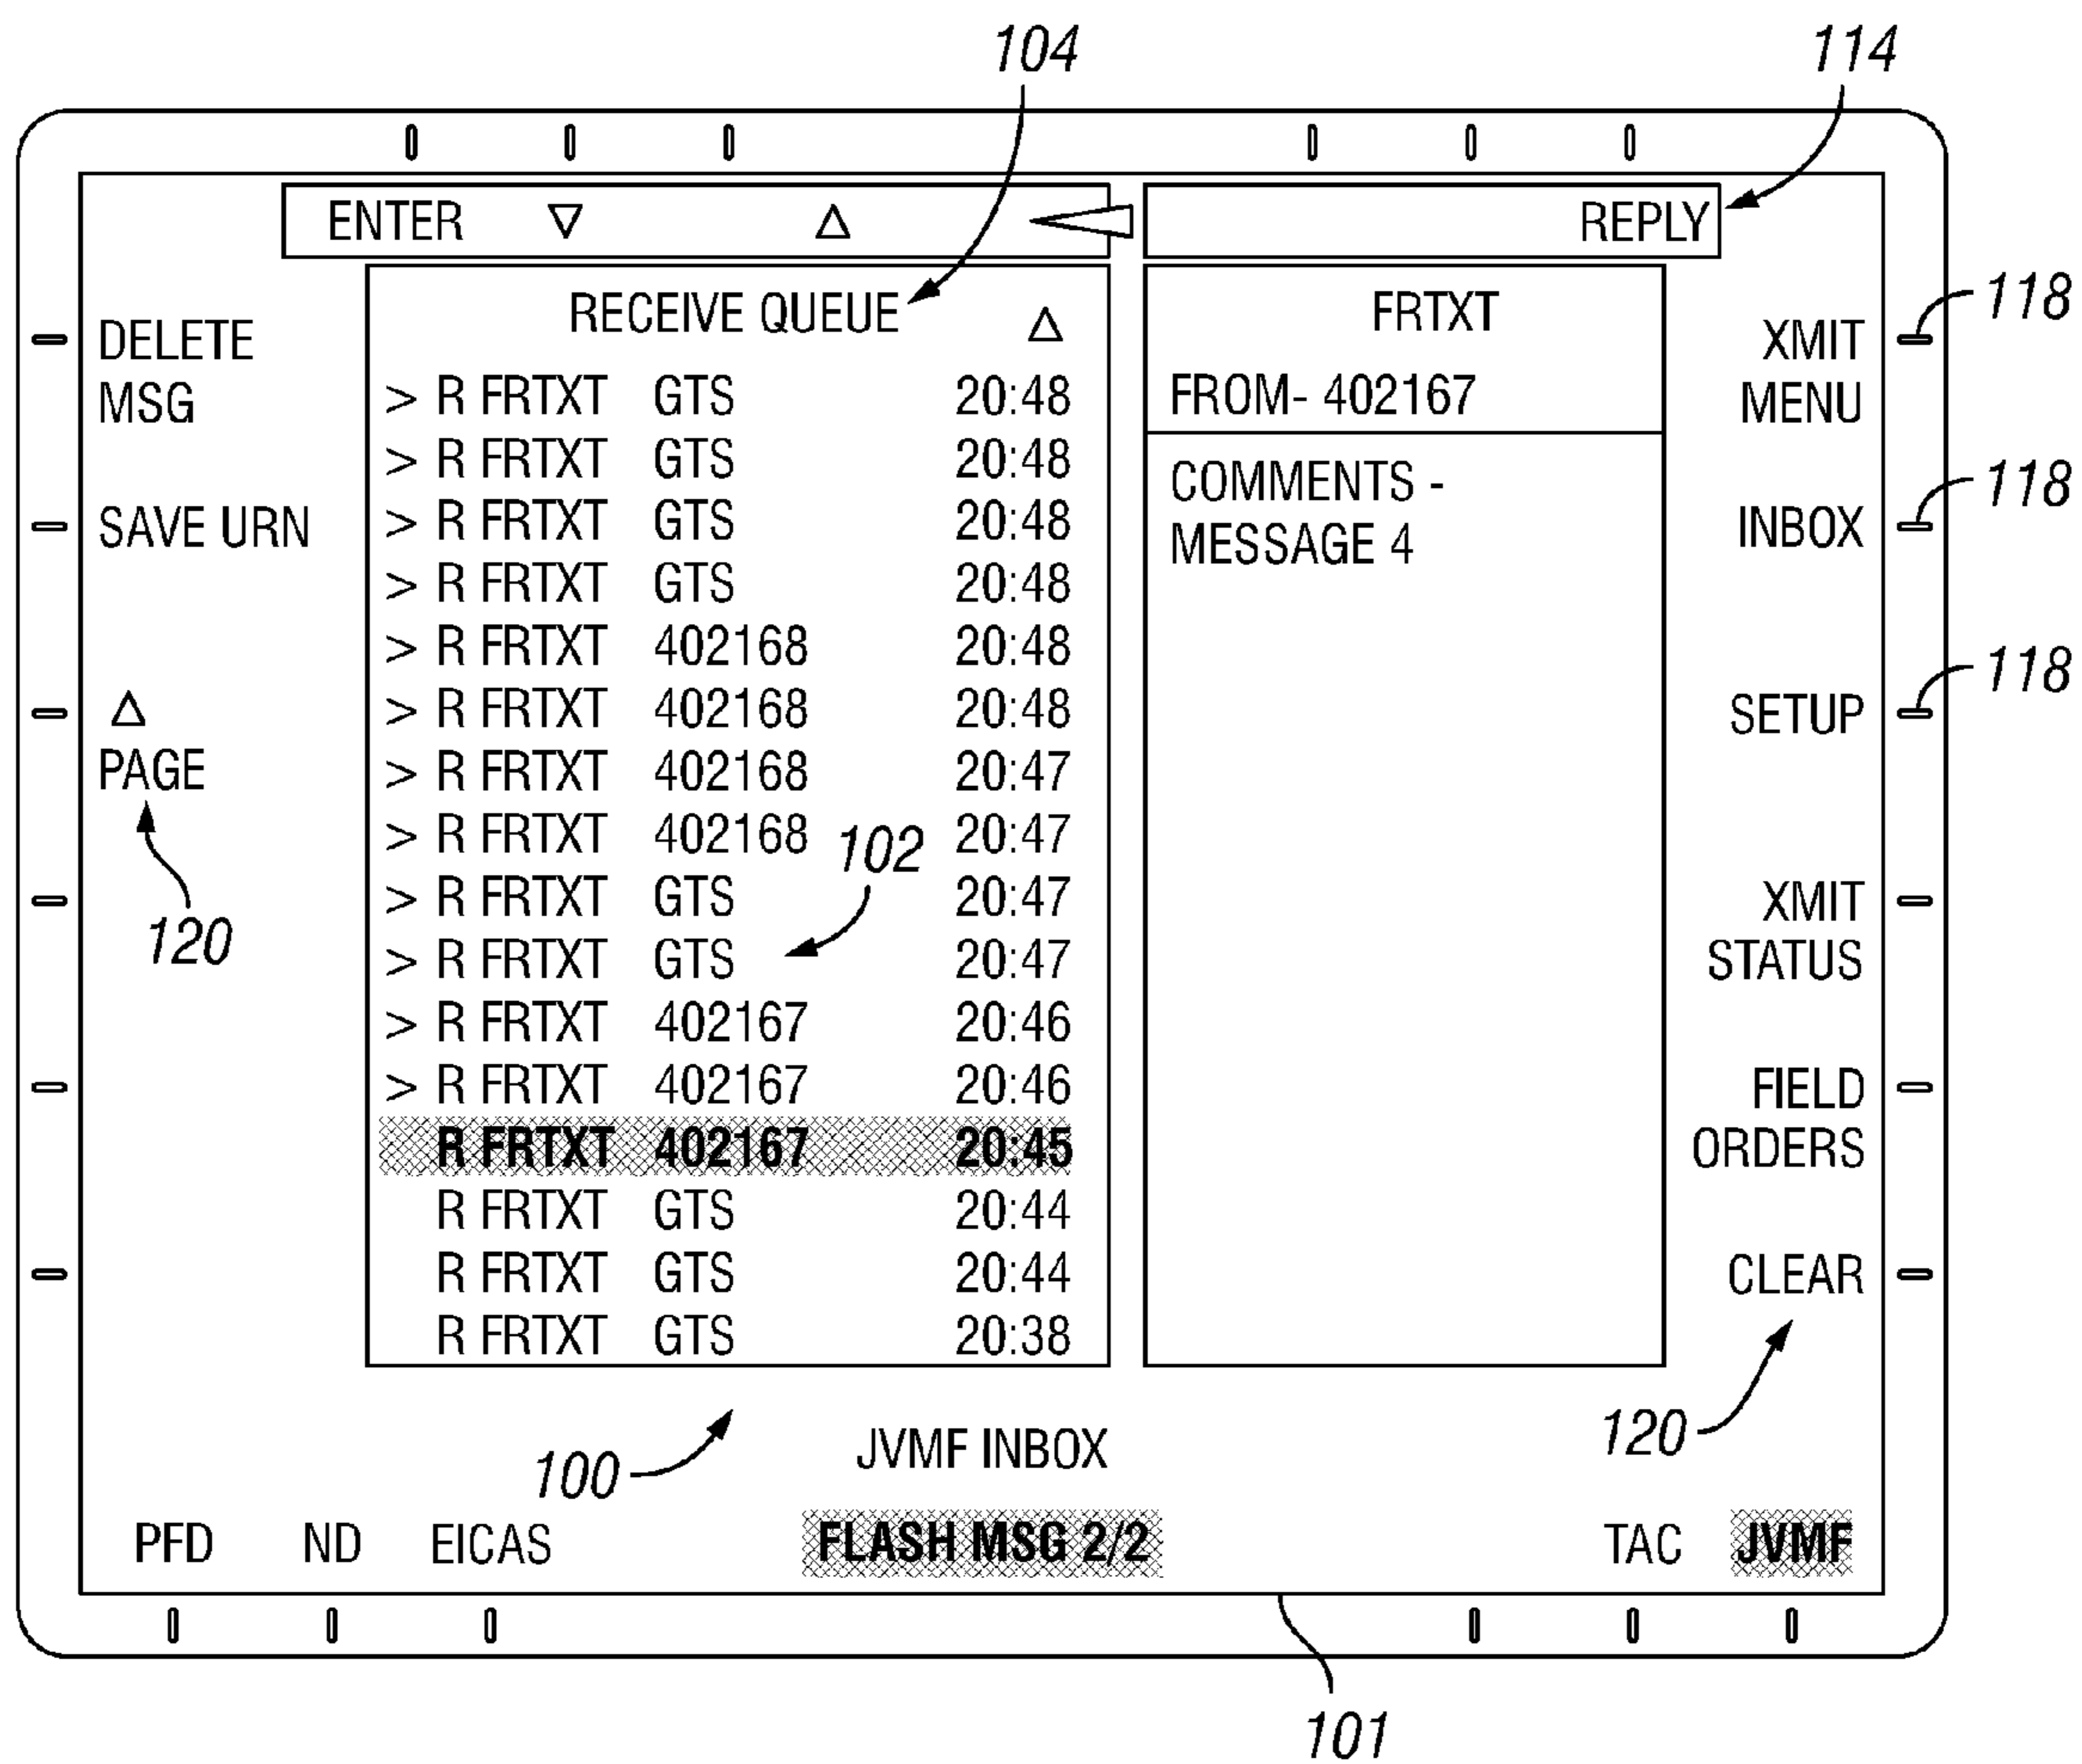 104
114
ENTER ▽ △
REPLY
RECEIVE QUEUE △
> R FRTXT GTS 20:48
> R FRTXT GTS 20:48
> R FRTXT GTS 20:48
> R FRTXT GTS 20:48
> R FRTXT 402168 20:48
> R FRTXT 402168 20:48
> R FRTXT 402168 20:47
> R FRTXT 402168 20:47
> R FRTXT GTS 20:47
> R FRTXT GTS 20:47
> R FRTXT 402167 20:46
> R FRTXT 402167 20:46
R FRTXT 402167 20:45
R FRTXT GTS 20:44
R FRTXT GTS 20:44
R FRTXT GTS 20:38
102
FRTXT
FROM- 402167
COMMENTS -
MESSAGE 4
DELETE
MSG
SAVE URN
△
PAGE
120
XMIT
MENU
118
INBOX
118
SETUP
118
XMIT
STATUS
FIELD
ORDERS
CLEAR
120
100
JVMF INBOX
PFD ND EICAS FLASH MSG 2/2 TAC JVMF
101